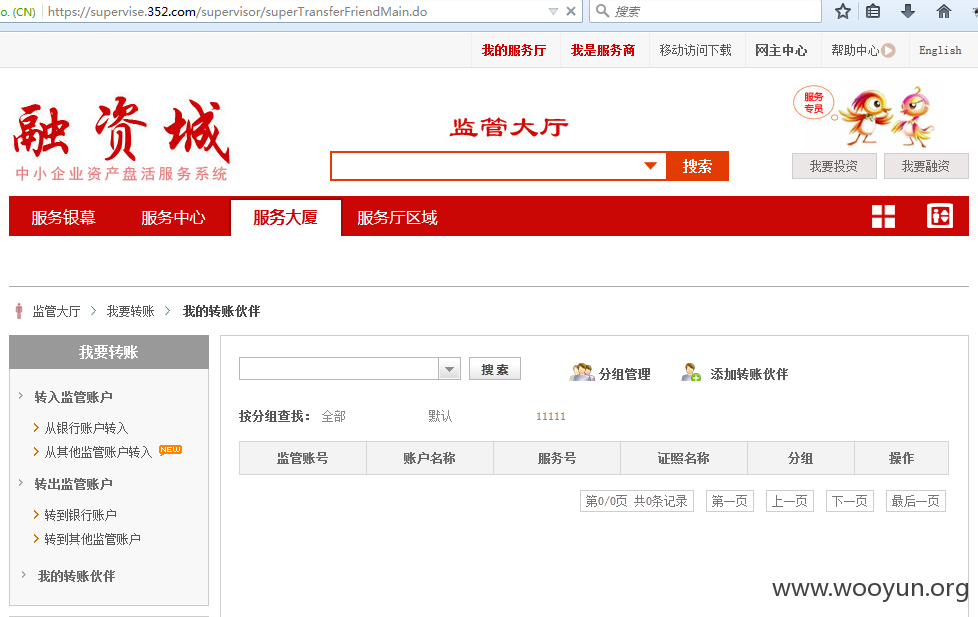 o. (CN) https://supervise.352.com/supervisor/superTransferFriendMain.do 搜索
我的服务厅 我是服务商 移动访问下载 网主中心 帮助中心 English
融资城
中小企业资产盘活服务系统
监管大厅
搜索
服务专员
我要投资 我要融资
服务银幕 服务中心 服务大厦 服务厅区域
监管大厅 > 我要转账 > 我的转账伙伴
我要转账
转入监管账户
从银行账户转入
从其他监管账户转入 NEW
转出监管账户
转到银行账户
转到其他监管账户
我的转账伙伴
搜 索 分组管理 添加转账伙伴
按分组查找： 全部 默认 11111
监管账号 账户名称 服务号 证照名称 分组 操作
第0/0页 共0条记录 第一页 上一页 下一页 最后一页
www.wooyun.org